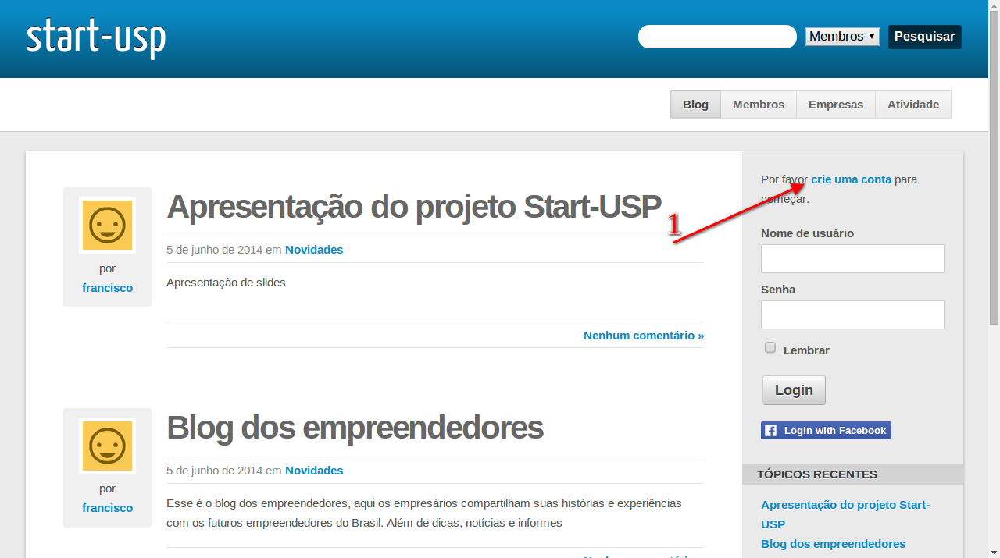 start-usp
Membros
Pesquisar
Blog
Membros
Empresas
Atividade
Apresentação do projeto Start-USP
5 de junho de 2014 em Novidades
Apresentação de slides
Nenhum comentário »
por
francisco
Blog dos empreendedores
5 de junho de 2014 em Novidades
Esse é o blog dos empreendedores, aqui os empresários compartilham suas histórias e experiências
com os futuros empreendedores do Brasil. Além de dicas, notícias e informes
por
francisco
1
Por favor crie uma conta para
começar.
Nome de usuário
Senha
Lembrar
Login
Login with Facebook
TÓPICOS RECENTES
Apresentação do projeto Start-
USP
Blog dos empreendedores